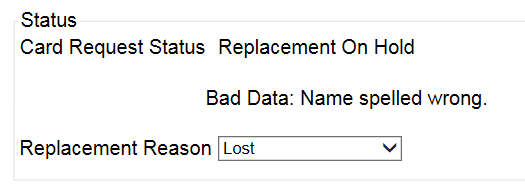 Status
Card Request Status Replacement On Hold
Bad Data: Name spelled wrong.
Replacement Reason Lost